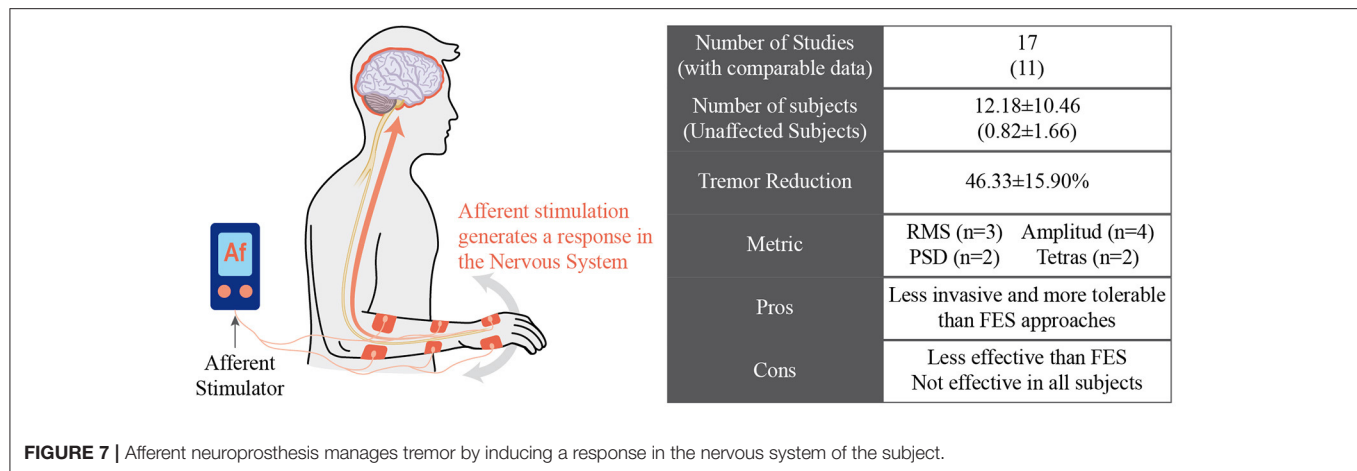 Af
Afferent
Stimulator
Afferent stimulation
generates a response in
the Nervous System
Number of Studies
(with comparable data)
17
(11)
Number of subjects
(Unaffected Subjects)
12.18±10.46
(0.82±1.66)
Tremor Reduction
46.33±15.90%
Metric
RMS (n=3) Amplitud (n=4)
PSD (n=2) Tetras (n=2)
Pros
Less invasive and more tolerable
than FES approaches
Cons
Less effective than FES
Not effective in all subjects
FIGURE 7 | Afferent neuroprosthesis manages tremor by inducing a response in the nervous system of the subject.